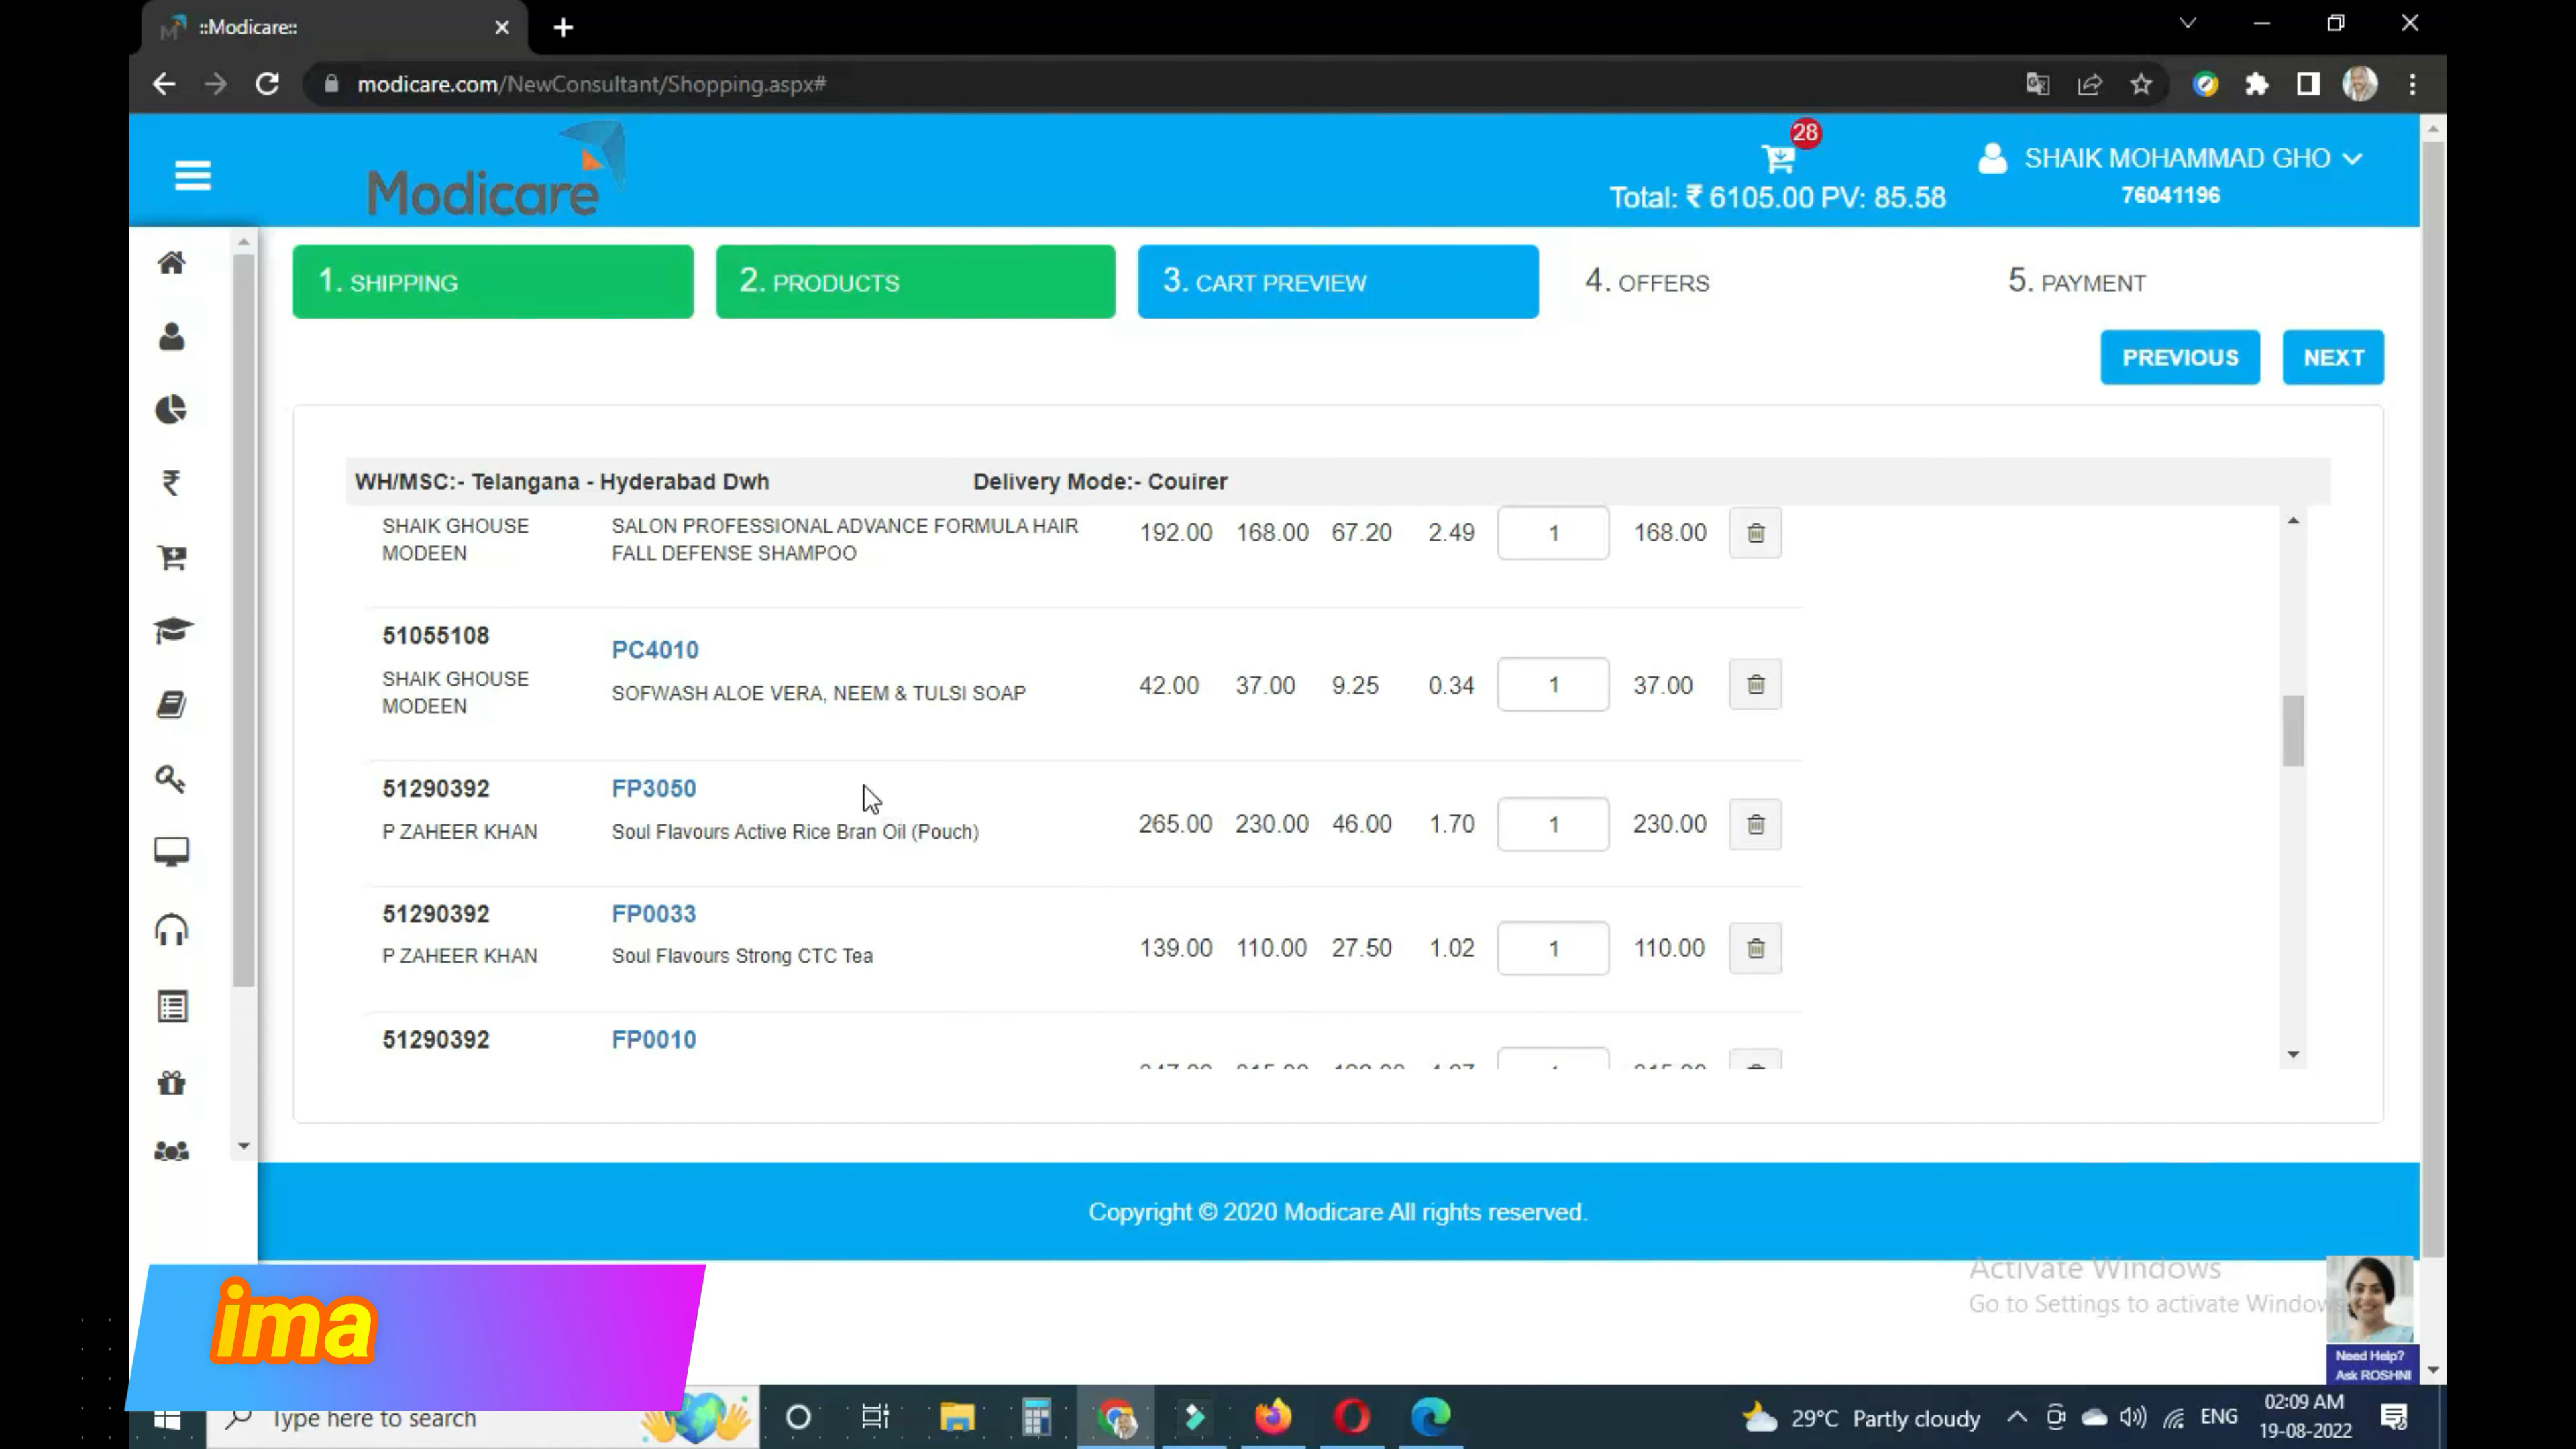 ::Modicare::
modicare.com/NewConsultant/Shopping.aspx#
Modicare
28
Total: ₹ 6105.00 PV: 85.58
SHAIK MOHAMMAD GHO
76041196
1. SHIPPING
2. PRODUCTS
3. CART PREVIEW
4. OFFERS
5. PAYMENT
PREVIOUS
NEXT
WH/MSC:- Telangana - Hyderabad Dwh Delivery Mode:- Couirer
SHAIK GHOUSE
MODEEN
SALON PROFESSIONAL ADVANCE FORMULA HAIR
FALL DEFENSE SHAMPOO
192.00 168.00 67.20 2.49 1 168.00
51055108
SHAIK GHOUSE
MODEEN
PC4010
SOFWASH ALOE VERA, NEEM & TULSI SOAP
42.00 37.00 9.25 0.34 1 37.00
51290392
P ZAHEER KHAN
FP3050
Soul Flavours Active Rice Bran Oil (Pouch)
265.00 230.00 46.00 1.70 1 230.00
51290392
P ZAHEER KHAN
FP0033
Soul Flavours Strong CTC Tea
139.00 110.00 27.50 1.02 1 110.00
51290392
FP0010
Copyright © 2020 Modicare All rights reserved.
Activate Windows
Go to Settings to activate Windows
Need Help?
Ask ROSHNI
ima
Type here to search
29°C Partly cloudy
ENG
02:09 AM
19-08-2022